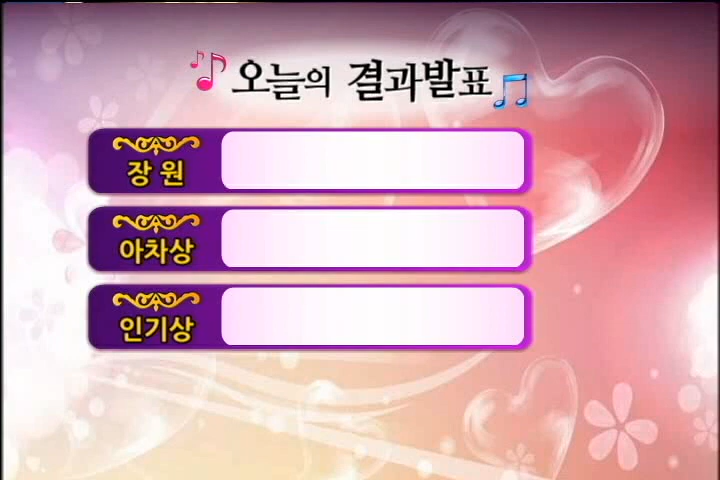 오늘의 결과발표
장원
아차상
인기상